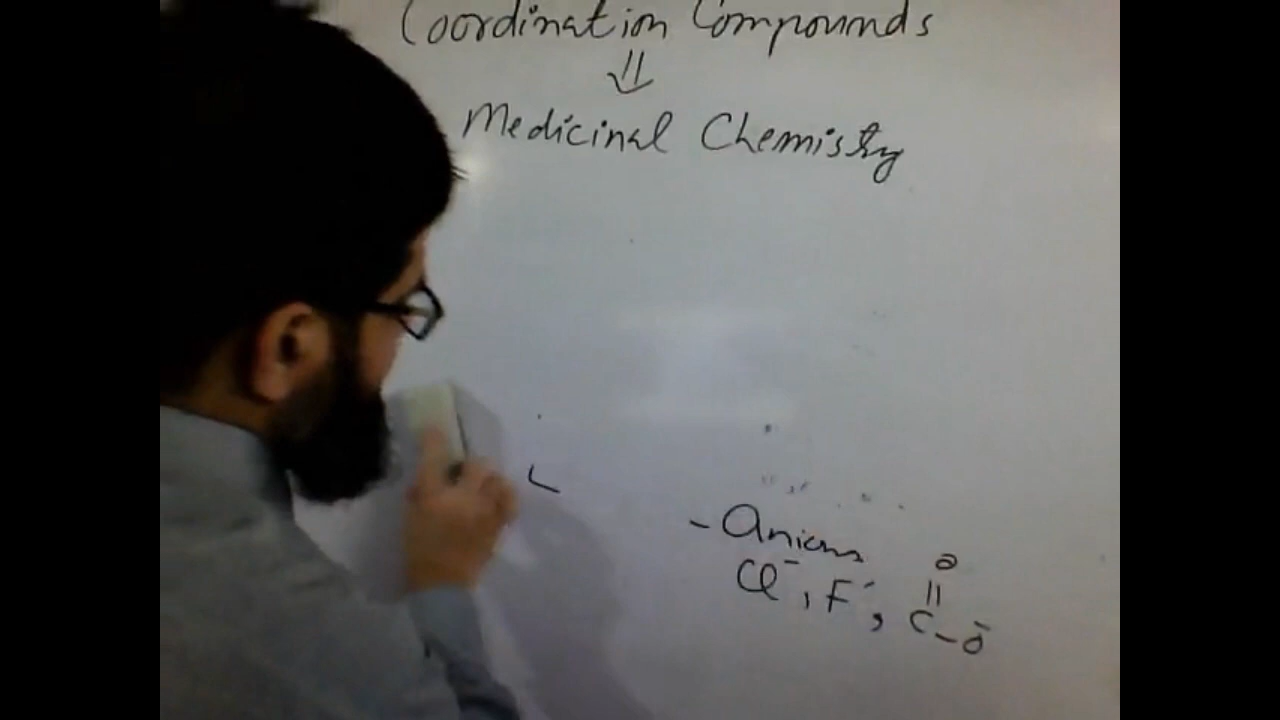 Coordination Compounds
⇓
Medicinal Chemistry
- Anions
Cl⁻, F⁻, C-O⁻
O
||